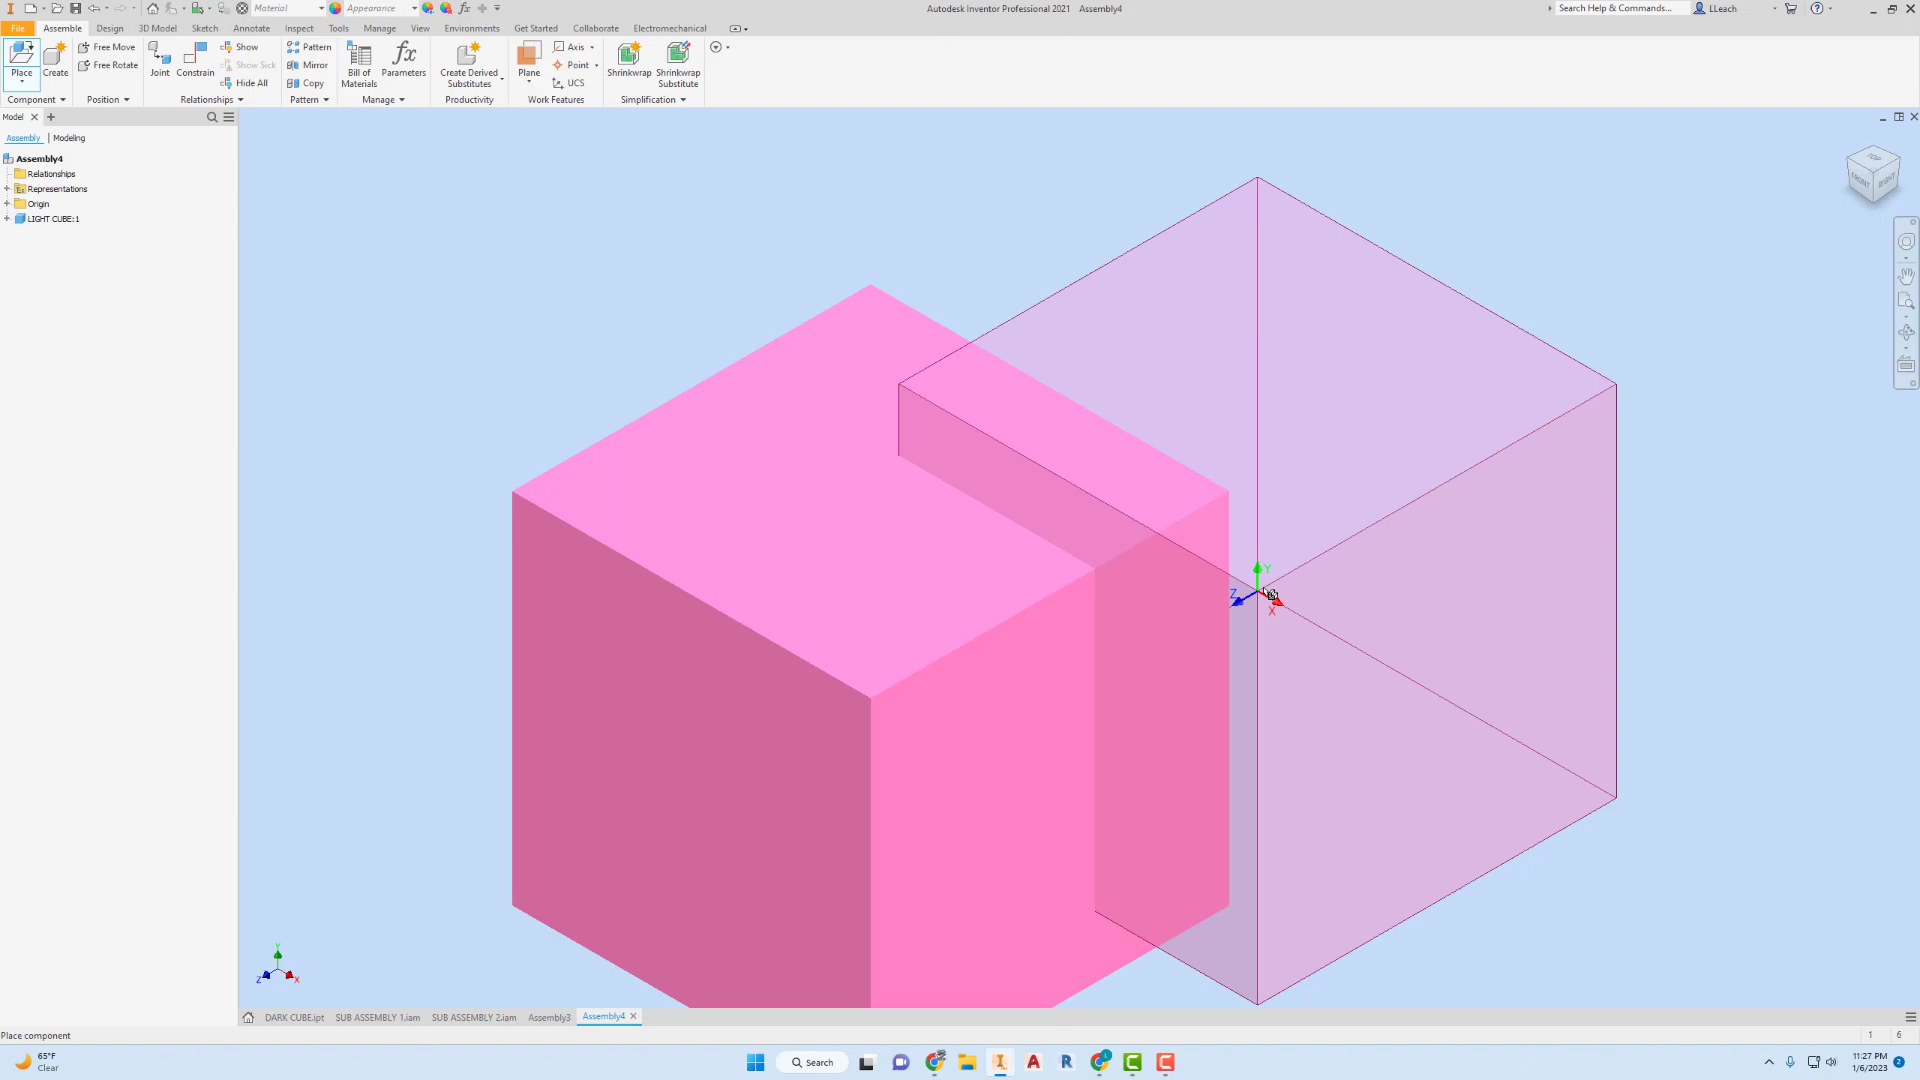 Material
Appearance
Autodesk Inventor Professional 2021 Assembly4
Search Help & Commands...
LLeach
File Assemble Design 3D Model Sketch Annotate Inspect Tools Manage View Environments Get Started Collaborate Electromechanical
Place
Create
Free Move
Free Rotate
Joint
Constrain
Show
Show Sick
Hide All
Pattern
Mirror
Copy
Bill of
Materials
Parameters
Create Derived
Substitutes
Plane
Axis
Point
UCS
Shrinkwrap
Shrinkwrap
Substitute
Component Position Relationships Pattern Manage Productivity Work Features Simplification
Model
Assembly Modeling
Assembly4
Relationships
Representations
Origin
LIGHT CUBE:1
TOP
FRONT
RIGHT
Y
Z
X
Y
Z
X
DARK CUBE.ipt SUB ASSEMBLY 1.iam SUB ASSEMBLY 2.iam Assembly3 Assembly4
Place component
1 6
65°F
Clear
Search
11:27 PM
1/6/2023
2